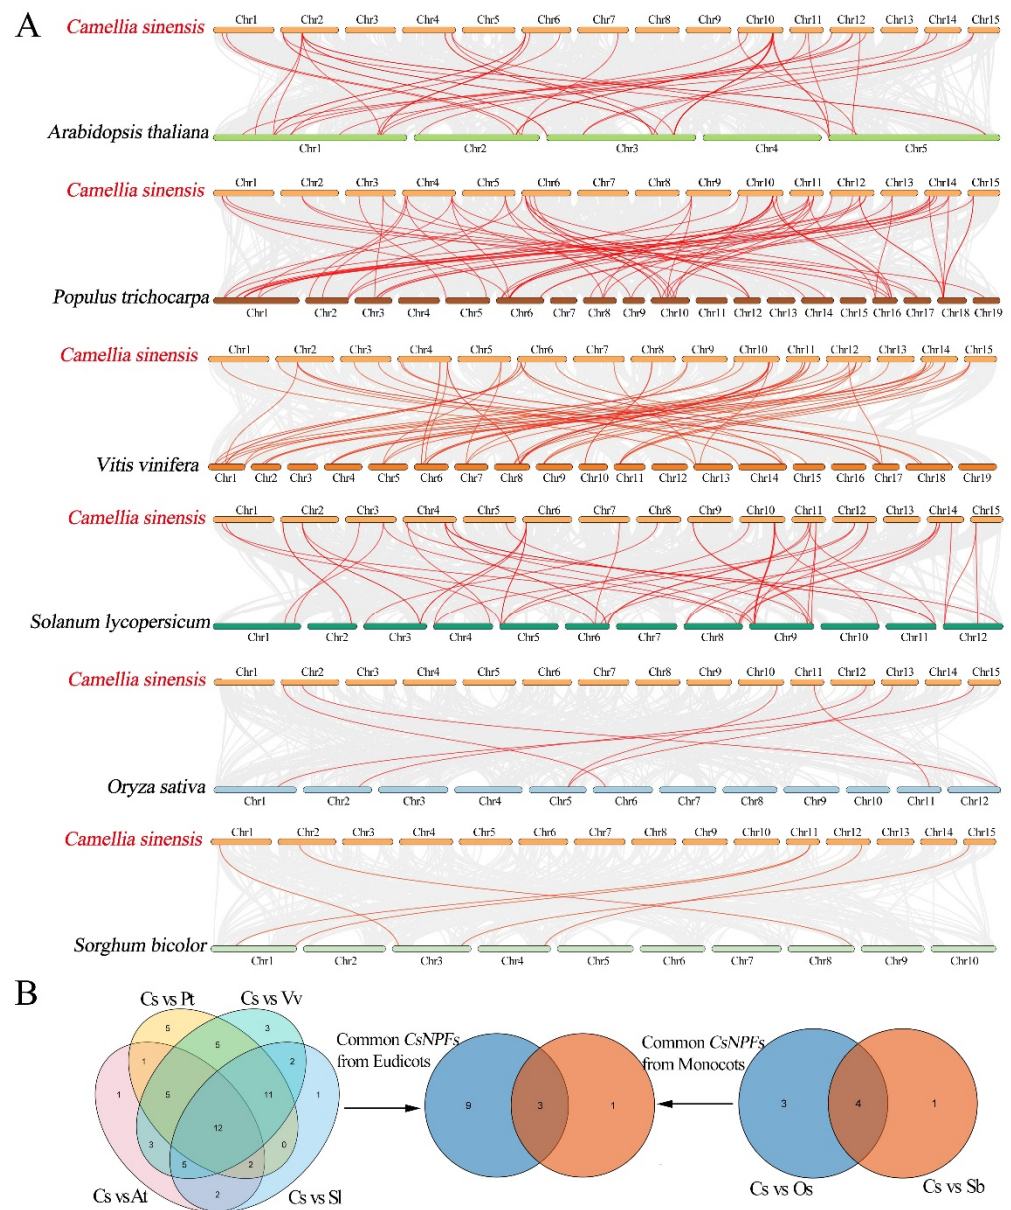 A
Camellia sinensis
Chr1 Chr2 Chr3 Chr4 Chr5 Chr6 Chr7 Chr8 Chr9 Chr10 Chr11 Chr12 Chr13 Chr14 Chr15
Arabidopsis thaliana
Chr1 Chr2 Chr3 Chr4 Chr5
Camellia sinensis
Chr1 Chr2 Chr3 Chr4 Chr5 Chr6 Chr7 Chr8 Chr9 Chr10 Chr11 Chr12 Chr13 Chr14 Chr15
Populus trichocarpa
Chr1 Chr2 Chr3 Chr4 Chr5 Chr6 Chr7 Chr8 Chr9 Chr10 Chr11 Chr12 Chr13 Chr14 Chr15 Chr16 Chr17 Chr18 Chr19
Camellia sinensis
Chr1 Chr2 Chr3 Chr4 Chr5 Chr6 Chr7 Chr8 Chr9 Chr10 Chr11 Chr12 Chr13 Chr14 Chr15
Vitis vinifera
Chr1 Chr2 Chr3 Chr4 Chr5 Chr6 Chr7 Chr8 Chr9 Chr10 Chr11 Chr12 Chr13 Chr14 Chr15 Chr16 Chr17 Chr18 Chr19
Camellia sinensis
Chr1 Chr2 Chr3 Chr4 Chr5 Chr6 Chr7 Chr8 Chr9 Chr10 Chr11 Chr12 Chr13 Chr14 Chr15
Solanum lycopersicum
Chr1 Chr2 Chr3 Chr4 Chr5 Chr6 Chr7 Chr8 Chr9 Chr10 Chr11 Chr12
Camellia sinensis
Chr1 Chr2 Chr3 Chr4 Chr5 Chr6 Chr7 Chr8 Chr9 Chr10 Chr11 Chr12 Chr13 Chr14 Chr15
Oryza sativa
Chr1 Chr2 Chr3 Chr4 Chr5 Chr6 Chr7 Chr8 Chr9 Chr10 Chr11 Chr12
Camellia sinensis
Chr1 Chr2 Chr3 Chr4 Chr5 Chr6 Chr7 Chr8 Chr9 Chr10 Chr11 Chr12 Chr13 Chr14 Chr15
Sorghum bicolor
Chr1 Chr2 Chr3 Chr4 Chr5 Chr6 Chr7 Chr8 Chr9 Chr10
B
Cs vs Pt
Cs vs Vv
5
3
5
1
2
1
5
11
1
12
3
0
5
2
2
Cs vs At
Cs vs Sl
Common CsNPFs
from Eudicots
9
3
1
Common CsNPFs
from Monocots
3
4
1
Cs vs Os
Cs vs Sb